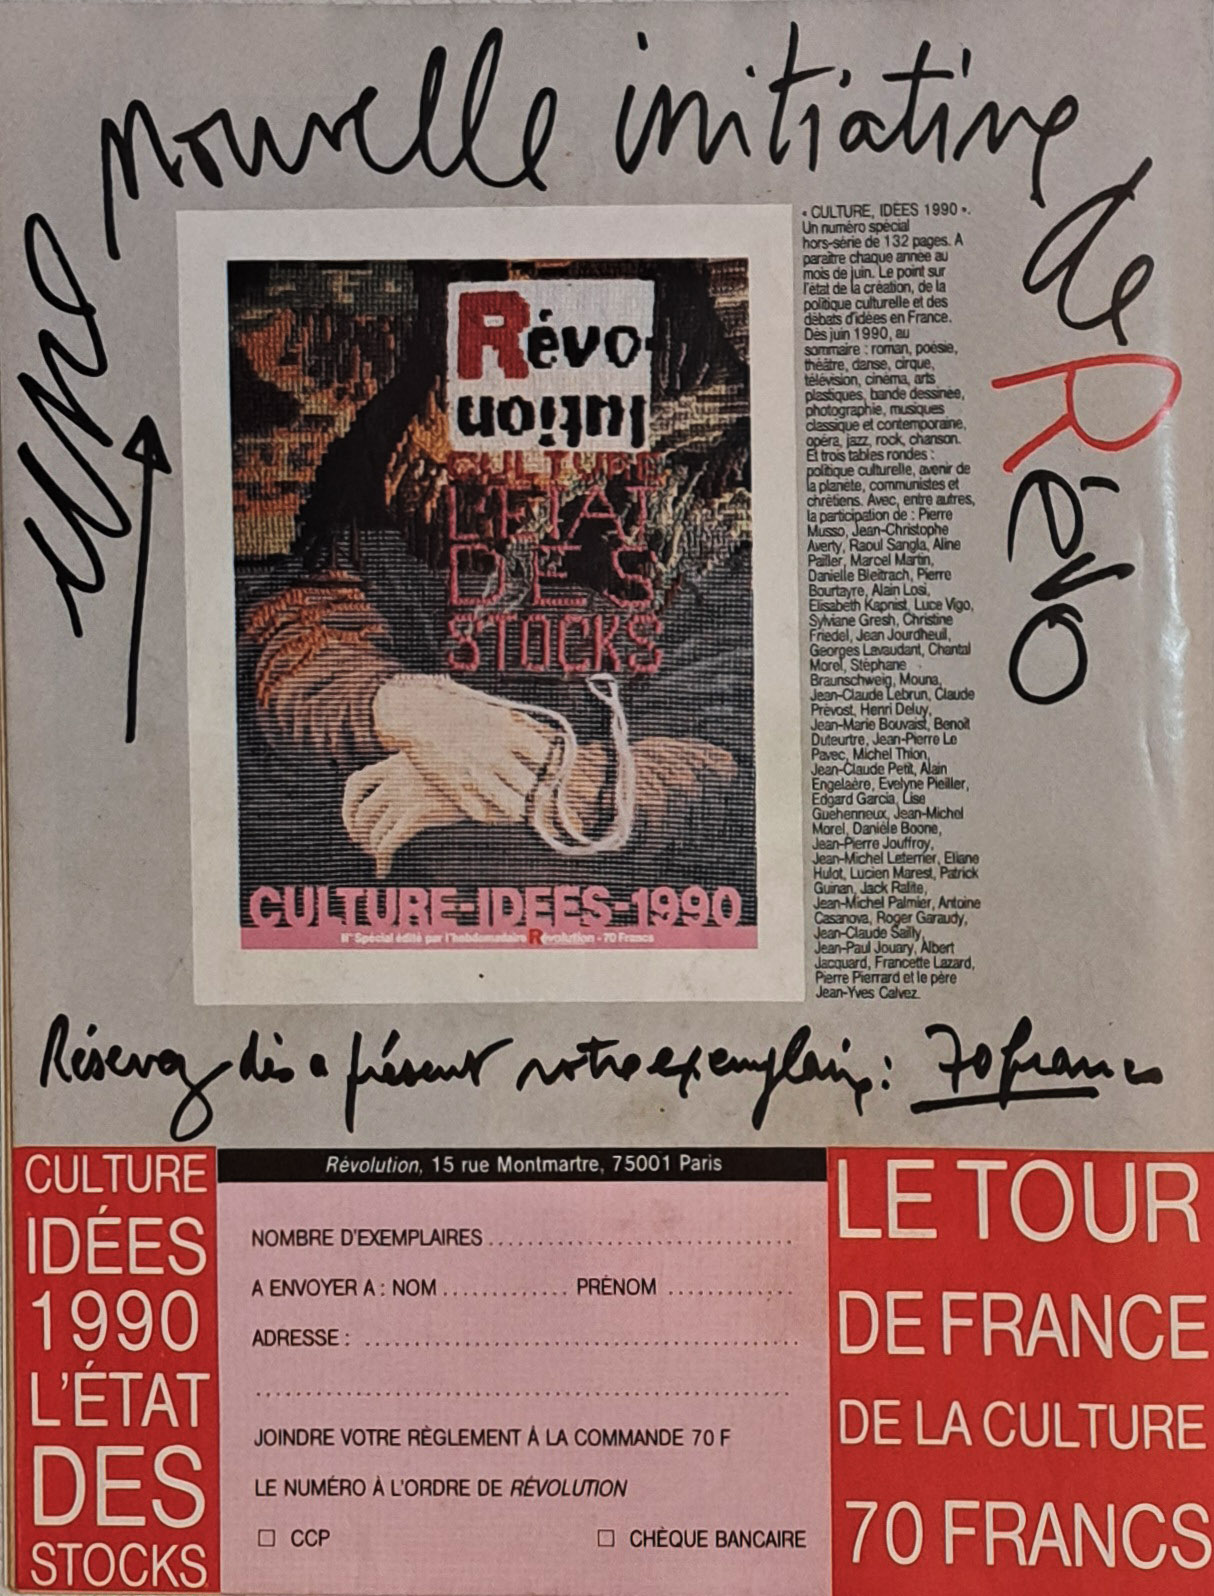 une nouvelle initiative de Révo
« CULTURE, IDÉES 1990 ».
Un numéro spécial
hors-série de 132 pages. A
paraître chaque année au
mois de juin. Le point sur
l'état de la création, de la
politique culturelle et des
débats d'idées en France.
Dès juin 1990, au
sommaire : roman, poésie,
théâtre, danse, cirque,
télévision, cinéma, arts
plastiques, bande dessinée,
photographie, musiques
classique et contemporaine,
opéra, jazz, rock, chanson.
Et trois tables rondes :
politique culturelle, avenir de
la planète, communistes et
chrétiens. Avec, entre autres,
la participation de : Pierre
Musso, Jean-Christophe
Averty, Raoul Sangla, Aline
Pailler, Marcel Martin,
Danielle Bleitrach, Pierre
Bourtayre, Alain Losi,
Elisabeth Kapnist, Luce Vigo,
Sylviane Gresh, Christine
Friedel, Jean Jourdheuil,
Georges Lavaudant, Chantal
Morel, Stéphane
Braunschweig, Mouna,
Jean-Claude Lebrun, Claude
Prévost, Henri Deluy,
Jean-Marie Bouvaist, Benoît
Duteurtre, Jean-Pierre Le
Pavec, Michel Thion,
Jean-Claude Petit, Alain
Engelaère, Evelyne Pieiller,
Edgard Garcia, Lise
Guehenneux, Jean-Michel
Morel, Danièle Boone,
Jean-Pierre Jouffroy,
Jean-Michel Leterrier, Eliane
Hulot, Lucien Marest, Patrick
Guinan, Jack Ralite,
Jean-Michel Palmier, Antoine
Casanova, Roger Garaudy,
Jean-Claude Sailly,
Jean-Paul Jouary, Albert
Jacquard, Francette Lazard,
Pierre Pierrard et le père
Jean-Yves Calvez.
Révo-
lution
CULTURE
L'ETAT
DES
STOCKS
CULTURE-IDEES-1990
N° Spécial édité par l'hebdomadaire Révolution - 70 Francs
Réservez dès a présent votre exemplaire : 70 francs
CULTURE
IDÉES
1990
L'ÉTAT
DES
STOCKS
Révolution, 15 rue Montmartre, 75001 Paris
NOMBRE D'EXEMPLAIRES ................................
A ENVOYER A : NOM ............. PRÉNOM .............
ADRESSE : .............................................
........................................................
JOINDRE VOTRE RÈGLEMENT À LA COMMANDE 70 F
LE NUMÉRO À L'ORDRE DE RÉVOLUTION
☐ CCP ☐ CHÈQUE BANCAIRE
LE TOUR
DE FRANCE
DE LA CULTURE
70 FRANCS